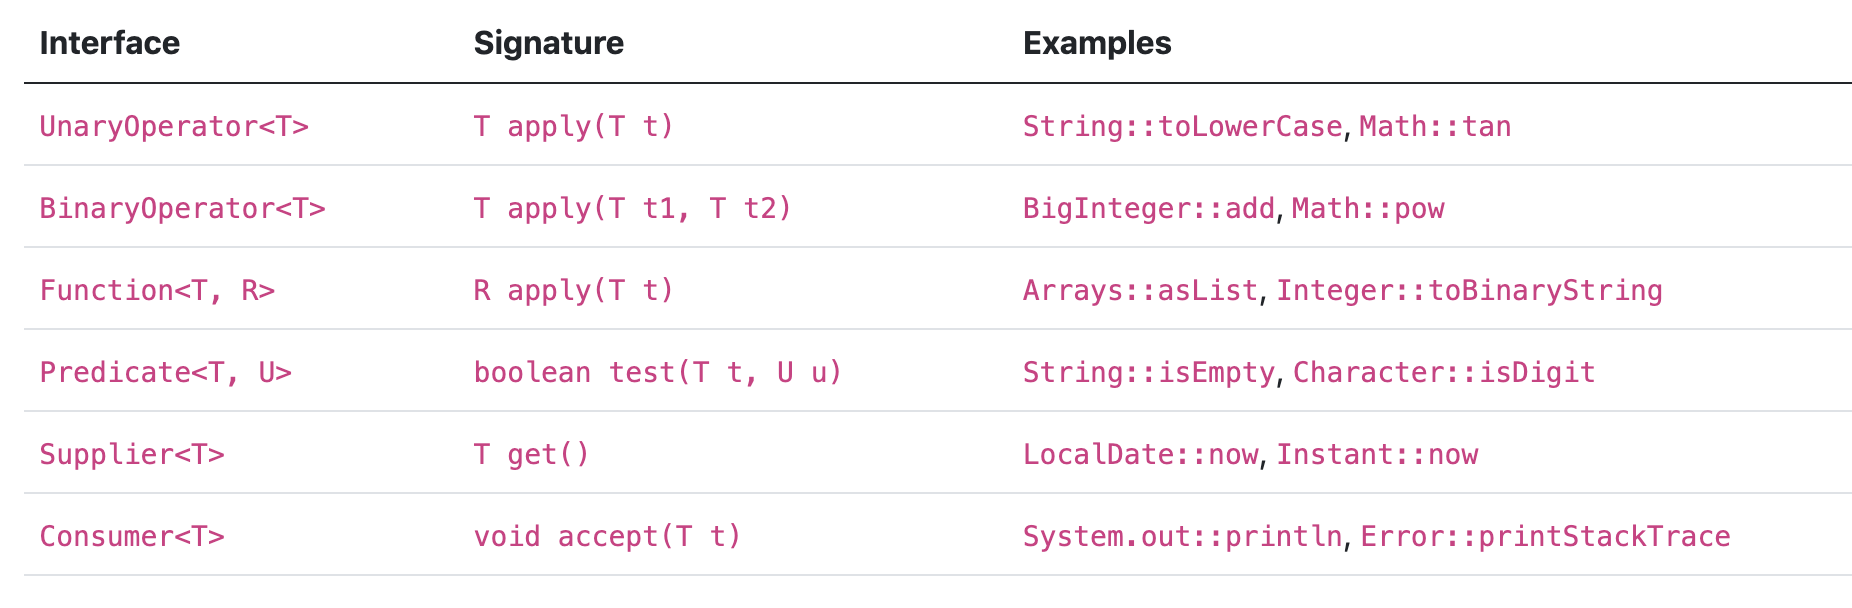 Interface Signature Examples
UnaryOperator<T> T apply(T t) String::toLowerCase, Math::tan
BinaryOperator<T> T apply(T t1, T t2) BigInteger::add, Math::pow
Function<T, R> R apply(T t) Arrays::asList, Integer::toBinaryString
Predicate<T, U> boolean test(T t, U u) String::isEmpty, Character::isDigit
Supplier<T> T get() LocalDate::now, Instant::now
Consumer<T> void accept(T t) System.out::println, Error::printStackTrace